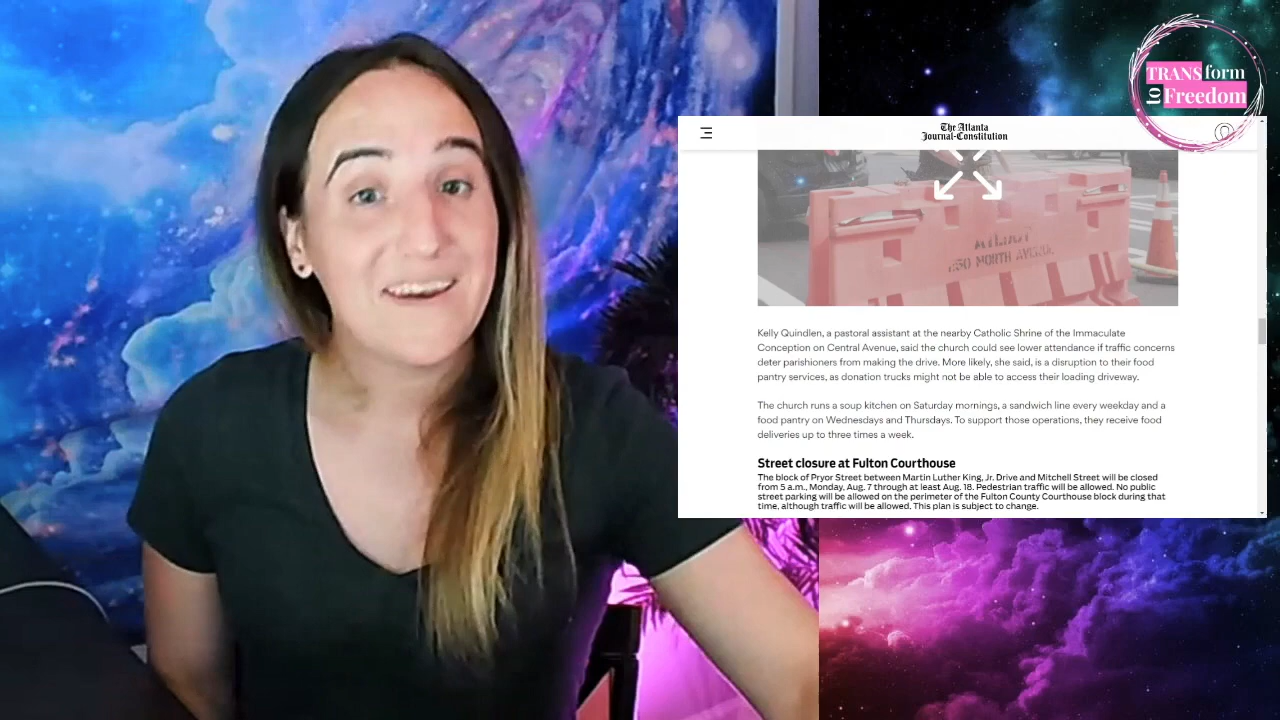 TRANSform
to Freedom
The Atlanta
Journal-Constitution
ATLDOT
NORTH AVENUE
Kelly Quindlen, a pastoral assistant at the nearby Catholic Shrine of the Immaculate
Conception on Central Avenue, said the church could see lower attendance if traffic concerns
deter parishioners from making the drive. More likely, she said, is a disruption to their food
pantry services, as donation trucks might not be able to access their loading driveway.
The church runs a soup kitchen on Saturday mornings, a sandwich line every weekday and a
food pantry on Wednesdays and Thursdays. To support those operations, they receive food
deliveries up to three times a week.
Street closure at Fulton Courthouse
The block of Pryor Street between Martin Luther King, Jr. Drive and Mitchell Street will be closed
from 5 a.m., Monday, Aug. 7 through at least Aug. 18. Pedestrian traffic will be allowed. No public
street parking will be allowed on the perimeter of the Fulton County Courthouse block during that
time, although traffic will be allowed. This plan is subject to change.